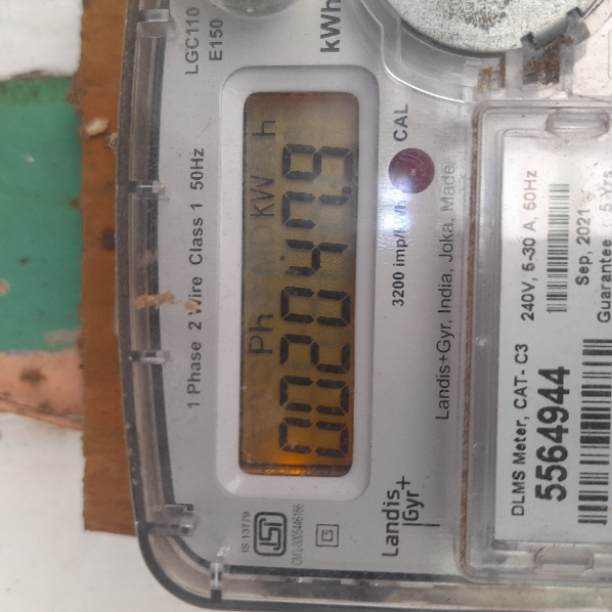 LGC110
E150
kWh
1 Phase 2 Wire Class 1 50Hz
IS:13779
Ph kW h
002047.9
3200 imp/kWh CAL
Landis
Gyr+
Landis+Gyr, India, Joka, Made
DLMS Meter, CAT- C3 240V, 5-30 A, 50Hz
5564944
Sep, 2021
Guarantee 5 Years